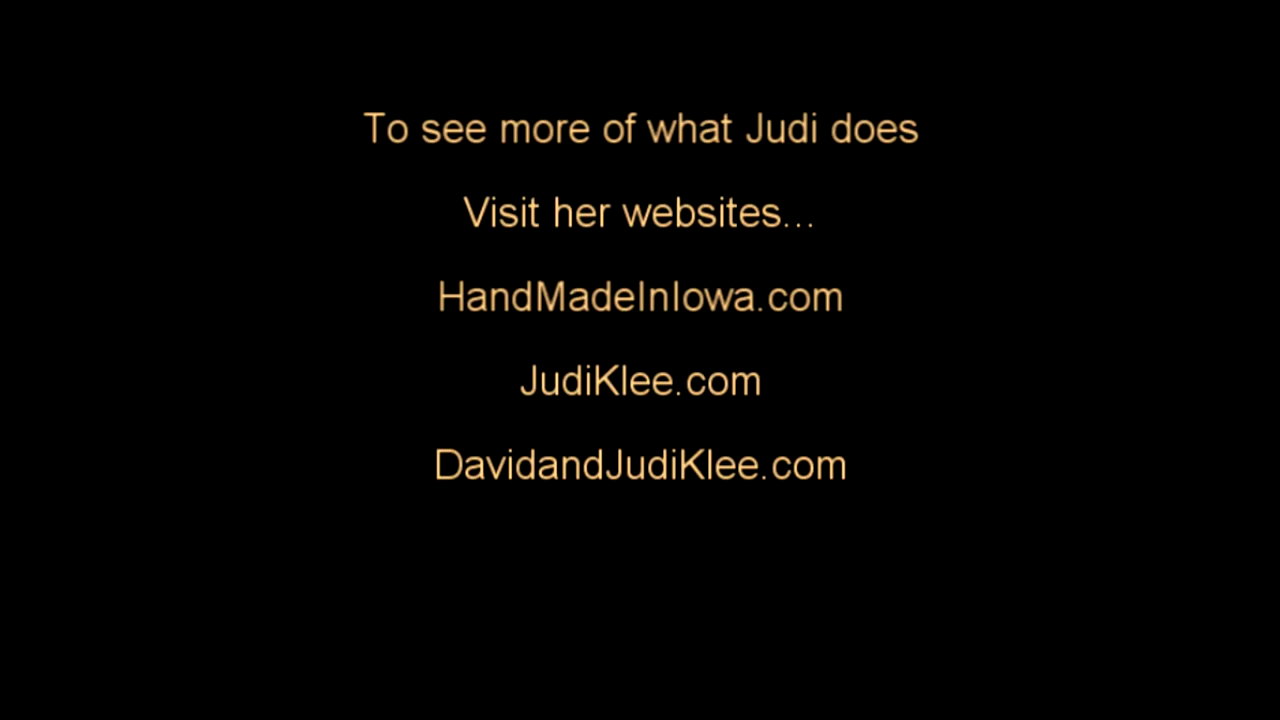 To see more of what Judi does
Visit her websites...
HandMadeInIowa.com
JudiKlee.com
DavidandJudiKlee.com